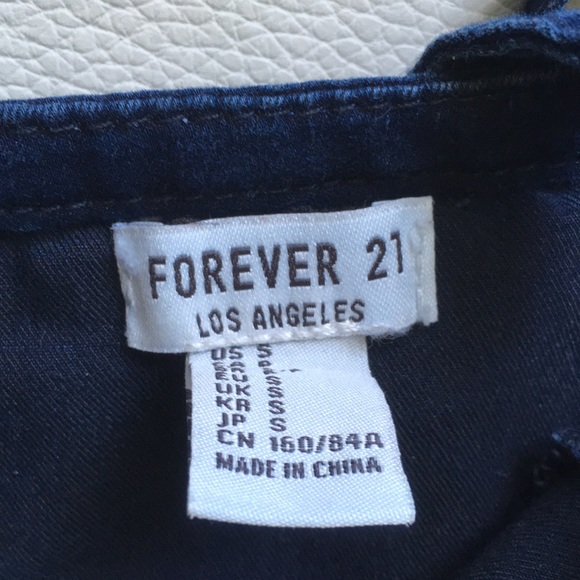 FOREVER 21
LOS ANGELES
US S
UK S
KR S
JP S
CN 160/84A
MADE IN CHINA